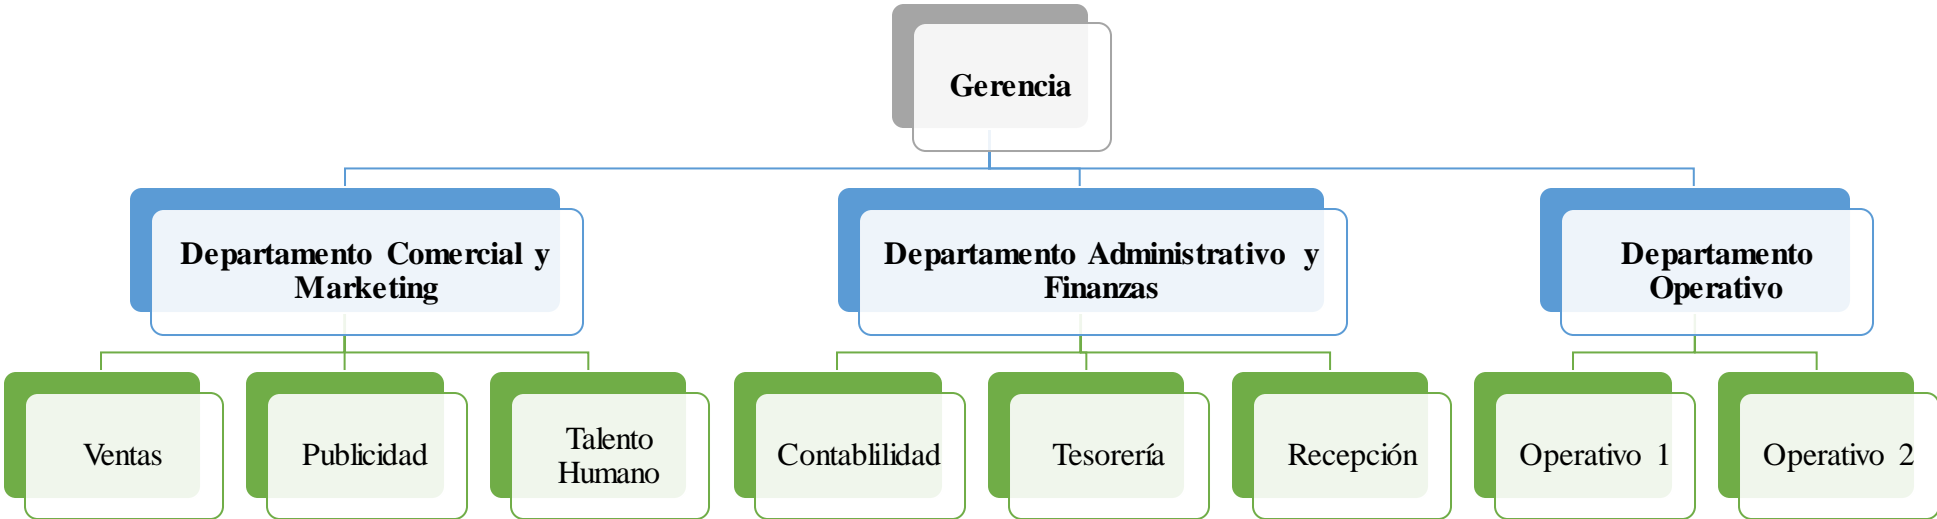 Gerencia
Departamento Comercial y
Marketing
Departamento Administrativo y
Finanzas
Departamento
Operativo
Ventas
Publicidad
Talento
Humano
Contablilidad
Tesorería
Recepción
Operativo 1
Operativo 2